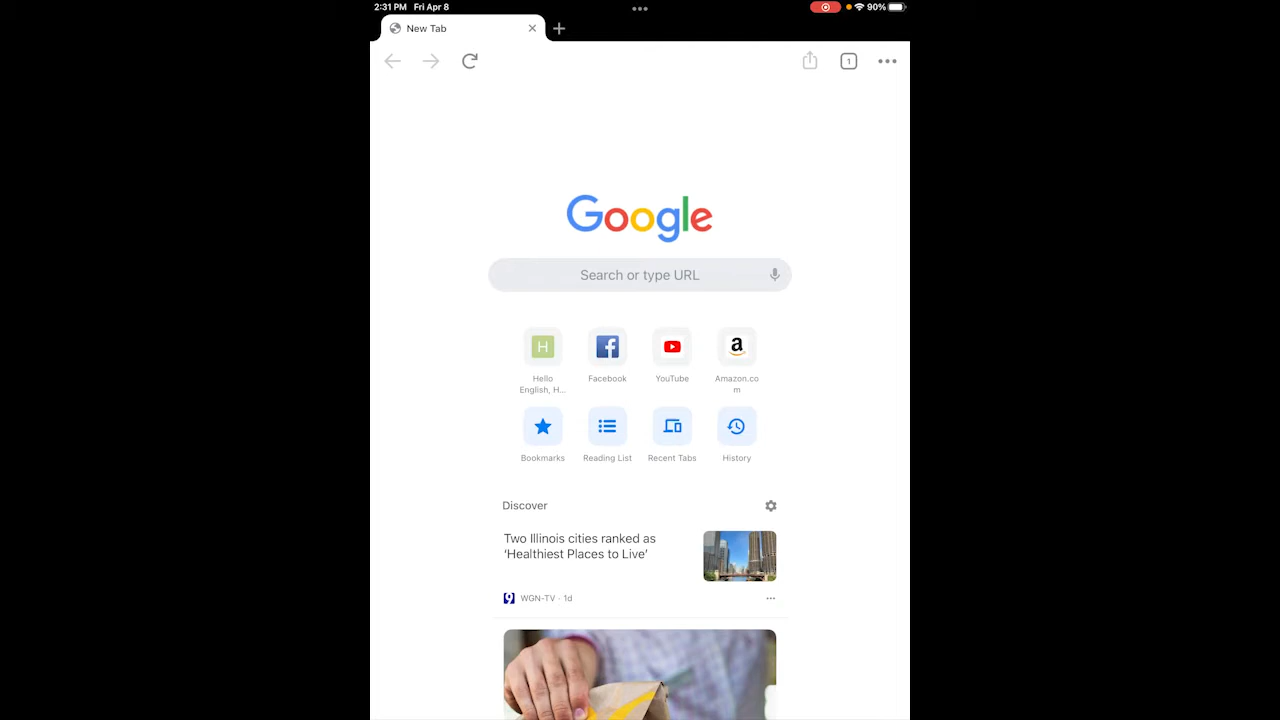 2:31 PM Fri Apr 8
90%
New Tab
1
Google
Search or type URL
H
a
Hello
English, H...
Facebook
YouTube
Amazon.co
m
Bookmarks
Reading List
Recent Tabs
History
Discover
Two Illinois cities ranked as
‘Healthiest Places to Live’
9 WGN-TV · 1d